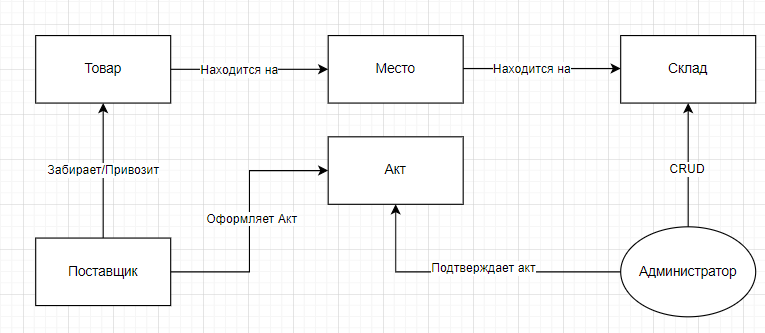 Товар
Находится на
Место
Находится на
Склад
Забирает/Привозит
Акт
CRUD
Оформляет Акт
Поставщик
Подтверждает акт
Администратор